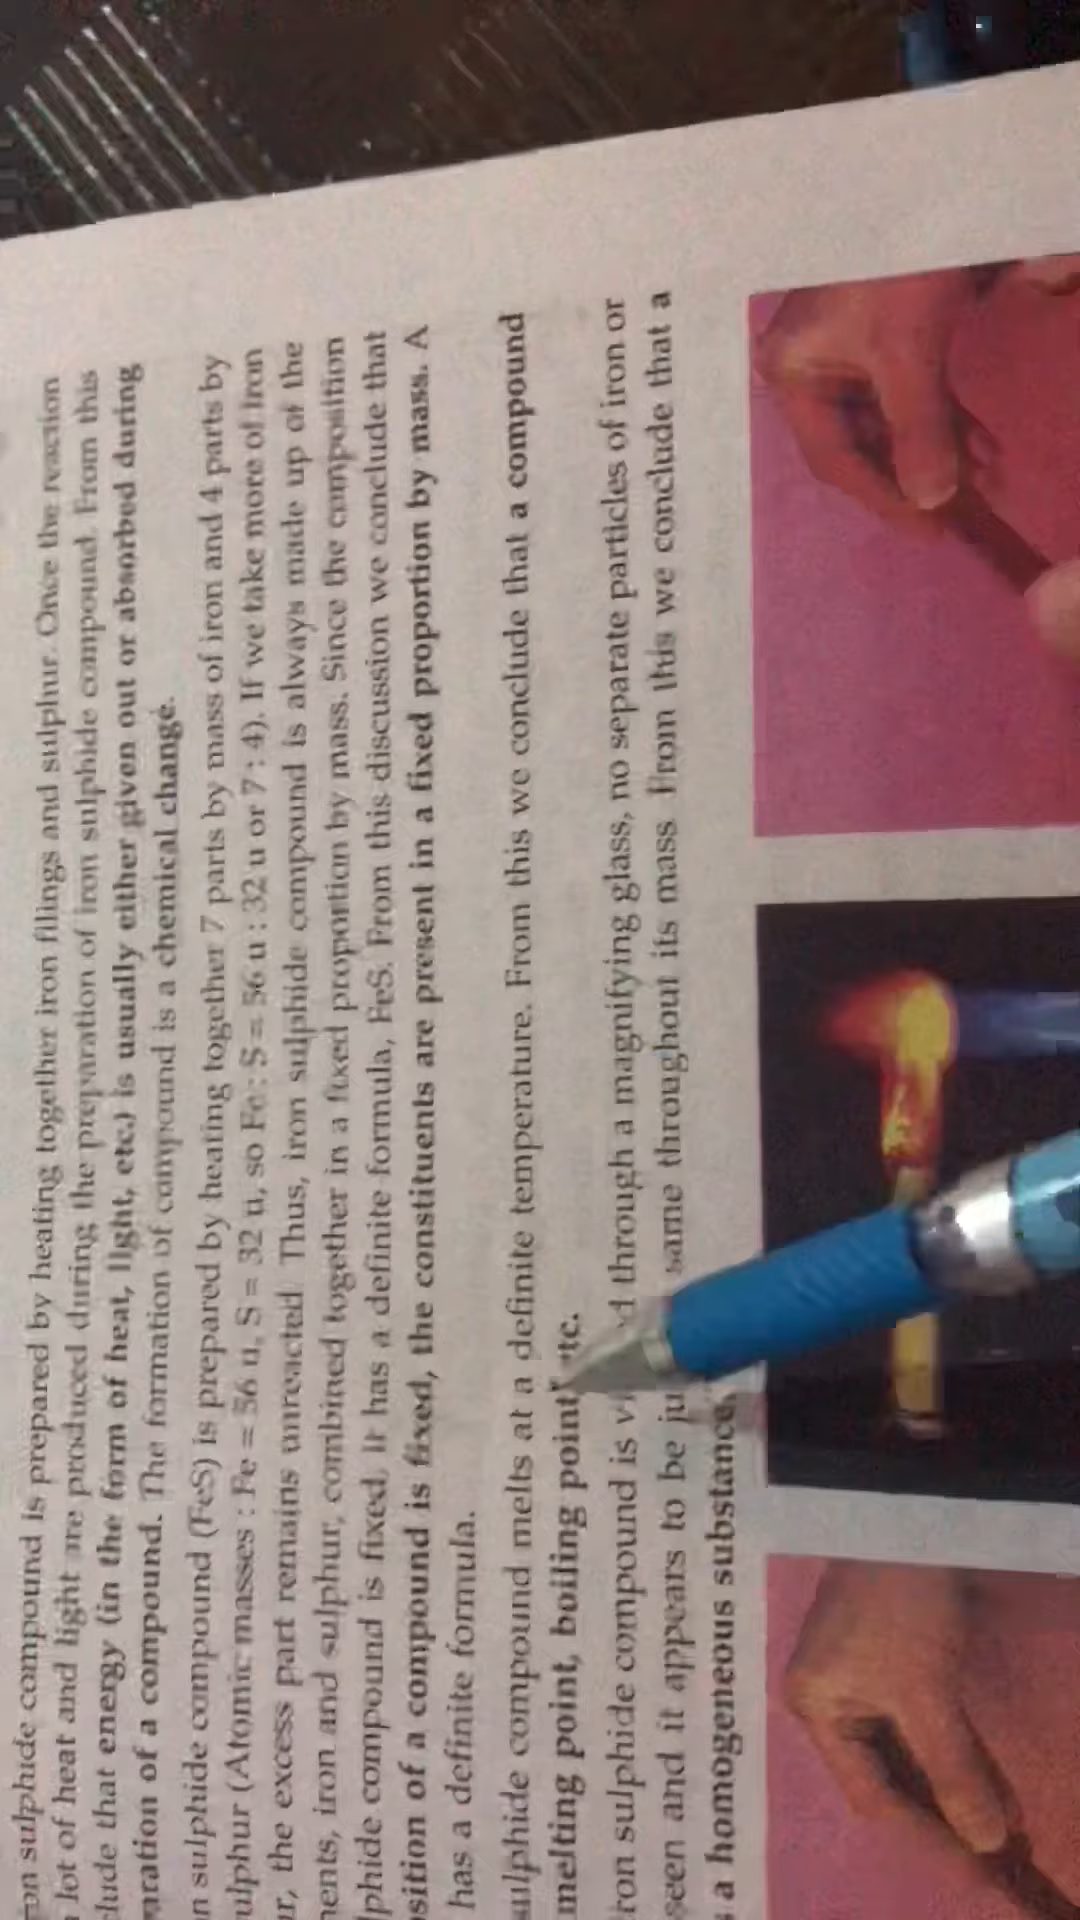 sulphide compound is prepared by heating together iron filings and sulphur. Once the reaction
lot of heat and light are produced during the preparation of iron sulphide compound. From this
clude that energy (in the form of heat, light, etc.) is usually either given out or absorbed during
aration of a compound. The formation of compound is a chemical change.
n sulphide compound (FeS) is prepared by heating together 7 parts by mass of iron and 4 parts by
ulphur (Atomic masses : Fe = 56 u, S = 32 u, so Fe : S = 56 u : 32 u or 7 : 4). If we take more of iron
r, the excess part remains unreacted. Thus, iron sulphide compound is always made up of the
ents, iron and sulphur, combined together in a fixed proportion by mass. Since the composition
phide compound is fixed, it has a definite formula, FeS. From this discussion we conclude that
sition of a compound is fixed, the constituents are present in a fixed proportion by mass. A
has a definite formula.
sulphide compound melts at a definite temperature. From this we conclude that a compound
melting point, boiling point etc.
ron sulphide compound is through a magnifying glass, no separate particles of iron or
seen and it appears to be same throughout its mass. From this we conclude that a
a homogeneous substance.